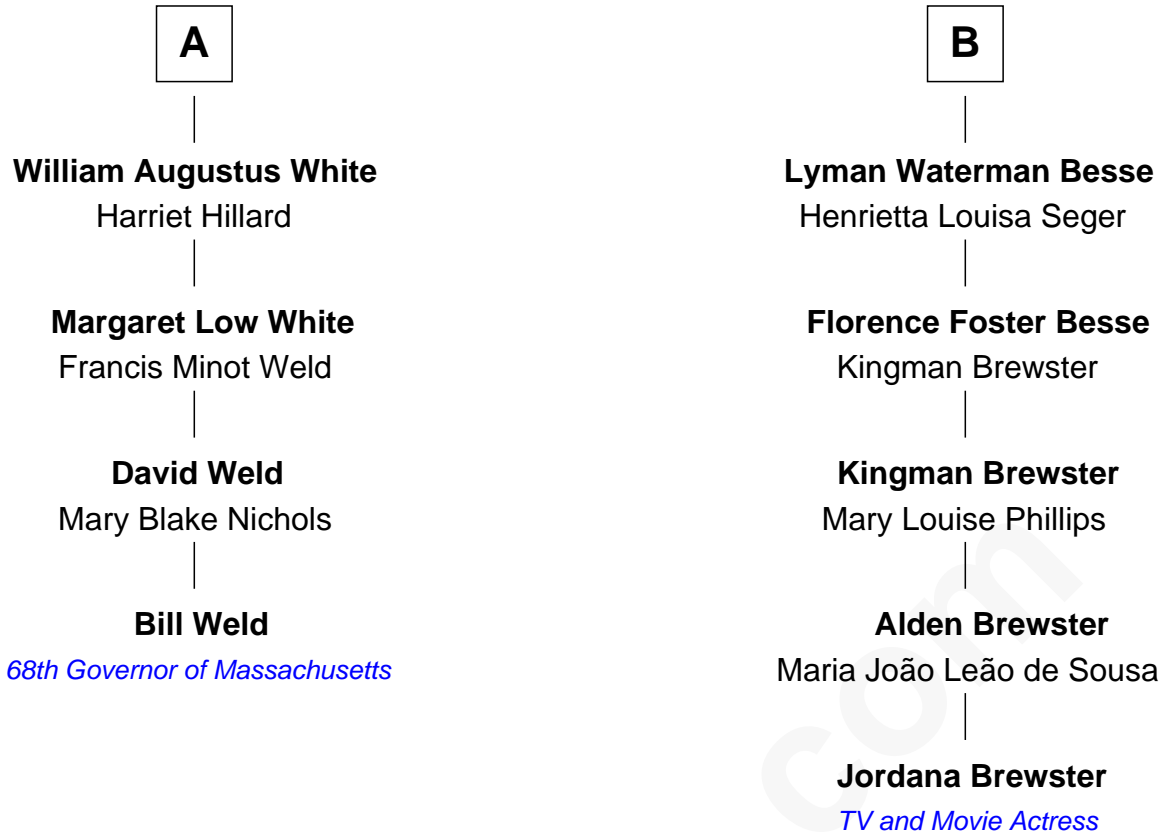 A
William Augustus White
Harriet Hillard
Margaret Low White
Francis Minot Weld
David Weld
Mary Blake Nichols
Bill Weld
68th Governor of Massachusetts
B
Lyman Waterman Besse
Henrietta Louisa Seger
Florence Foster Besse
Kingman Brewster
Kingman Brewster
Mary Louise Phillips
Alden Brewster
Maria João Leão de Sousa
Jordana Brewster
TV and Movie Actress
com